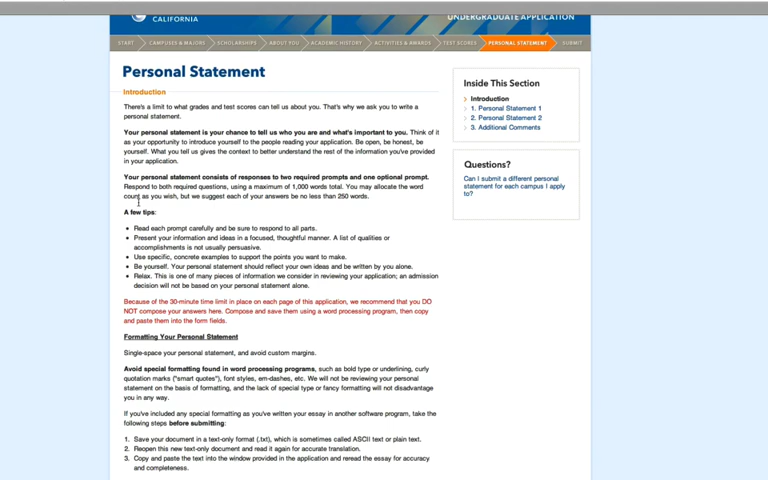 CALIFORNIA
UNDERGRADUATE APPLICATION
START
CAMPUSES & MAJORS
SCHOLARSHIPS
ABOUT YOU
ACADEMIC HISTORY
ACTIVITIES & AWARDS
TEST SCORES
PERSONAL STATEMENT
SUBMIT
Personal Statement
Introduction
There's a limit to what grades and test scores can tell us about you. That's why we ask you to write a
personal statement.
Your personal statement is your chance to tell us who you are and what's important to you. Think of it
as your opportunity to introduce yourself to the people reading your application. Be open, be honest, be
yourself. What you tell us gives the context to better understand the rest of the information you've provided
in your application.
Your personal statement consists of responses to two required prompts and one optional prompt.
Respond to both required questions, using a maximum of 1,000 words total. You may allocate the word
count as you wish, but we suggest each of your answers be no less than 250 words.
A few tips:
• Read each prompt carefully and be sure to respond to all parts.
• Present your information and ideas in a focused, thoughtful manner. A list of qualities or
accomplishments is not usually persuasive.
• Use specific, concrete examples to support the points you want to make.
• Be yourself. Your personal statement should reflect your own ideas and be written by you alone.
• Relax. This is one of many pieces of information we consider in reviewing your application; an admission
decision will not be based on your personal statement alone.
Because of the 30-minute time limit in place on each page of this application, we recommend that you DO
NOT compose your answers here. Compose and save them using a word processing program, then copy
and paste them into the form fields.
Formatting Your Personal Statement
Single-space your personal statement, and avoid custom margins.
Avoid special formatting found in word processing programs, such as bold type or underlining, curly
quotation marks ("smart quotes"), font styles, em-dashes, etc. We will not be reviewing your personal
statement on the basis of formatting, and the lack of special type or fancy formatting will not disadvantage
you in any way.
If you've included any special formatting as you've written your essay in another software program, take the
following steps before submitting:
1. Save your document in a text-only format (.txt), which is sometimes called ASCII text or plain text.
2. Reopen this new text-only document and read it again for accurate translation.
3. Copy and paste the text into the window provided in the application and reread the essay for accuracy
and completeness.
Inside This Section
Introduction
1. Personal Statement 1
2. Personal Statement 2
3. Additional Comments
Questions?
Can I submit a different personal
statement for each campus I apply
to?